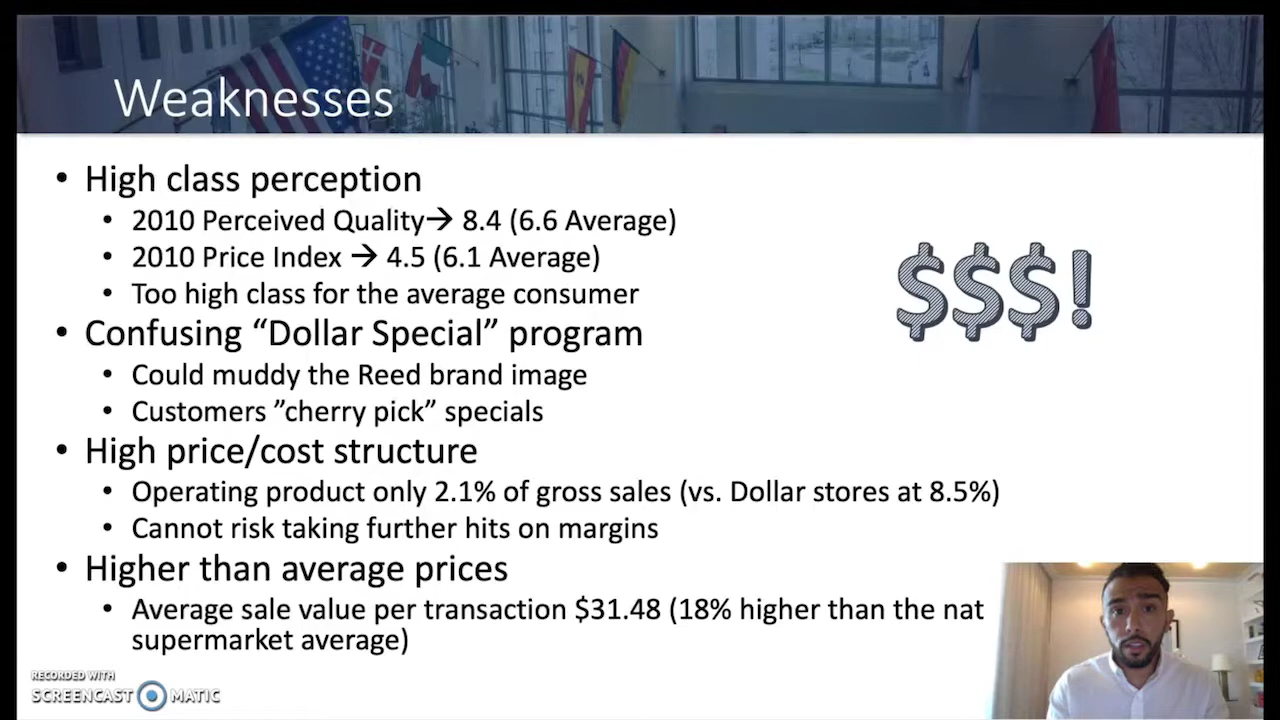 Weaknesses
• High class perception
• 2010 Perceived Quality→ 8.4 (6.6 Average)
• 2010 Price Index → 4.5 (6.1 Average)
• Too high class for the average consumer
$$$!
• Confusing “Dollar Special” program
• Could muddy the Reed brand image
• Customers ”cherry pick” specials
• High price/cost structure
• Operating product only 2.1% of gross sales (vs. Dollar stores at 8.5%)
• Cannot risk taking further hits on margins
• Higher than average prices
• Average sale value per transaction $31.48 (18% higher than the nat
supermarket average)
RECORDED WITH
SCREENCAST MATIC